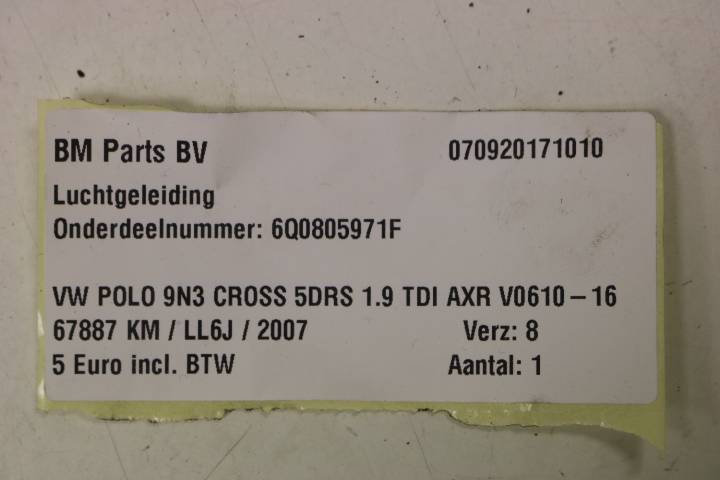 BM Parts BV 070920171010
Luchtgeleiding
Onderdeelnummer: 6Q0805971F
VW POLO 9N3 CROSS 5DRS 1.9 TDI AXR V0610 – 16
67887 KM / LL6J / 2007 Verz: 8
5 Euro incl. BTW Aantal: 1